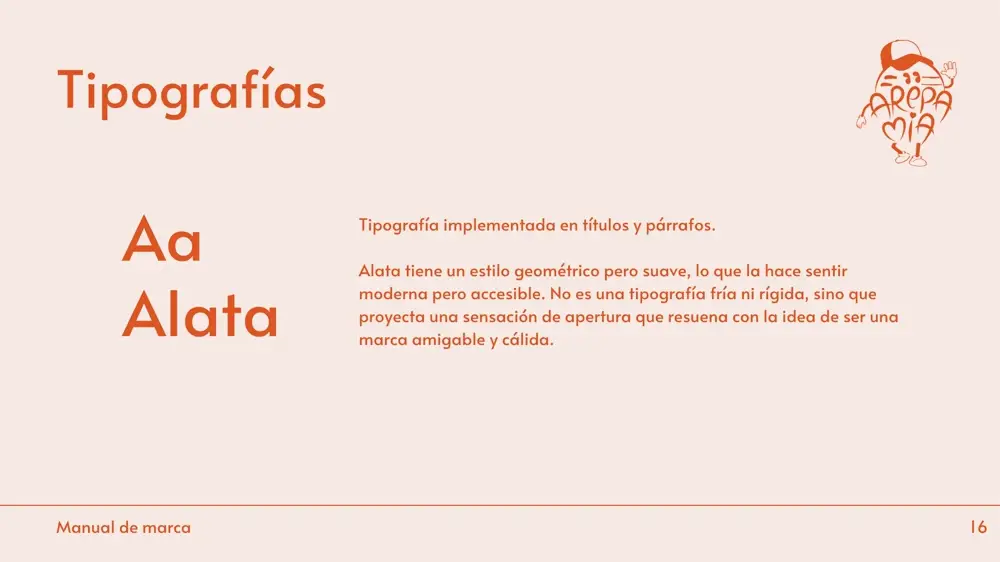 Tipografías
AREPA
MIA
Aa
Alata
Tipografía implementada en títulos y párrafos.
Alata tiene un estilo geométrico pero suave, lo que la hace sentir
moderna pero accesible. No es una tipografía fría ni rígida, sino que
proyecta una sensación de apertura que resuena con la idea de ser una
marca amigable y cálida.
Manual de marca
16